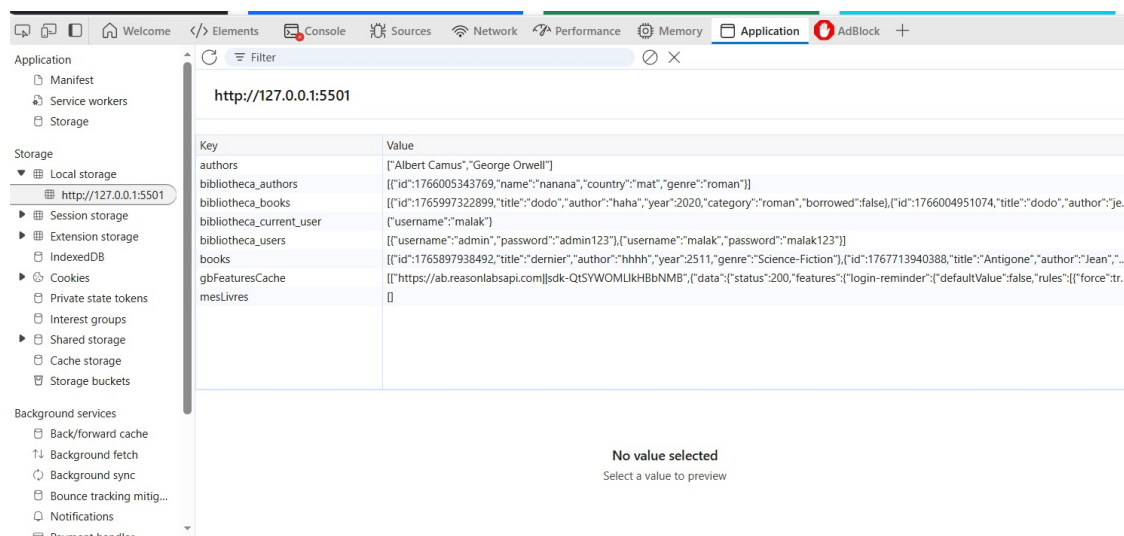 Welcome Elements Console Sources Network Performance Memory Application AdBlock
Application
Manifest
Service workers
Storage
Storage
Local storage
http://127.0.0.1:5501
Session storage
Extension storage
IndexedDB
Cookies
Private state tokens
Interest groups
Shared storage
Cache storage
Storage buckets
Background services
Back/forward cache
Background fetch
Background sync
Bounce tracking mitig...
Notifications
Filter
http://127.0.0.1:5501
Key Value
authors ["Albert Camus","George Orwell"]
bibliotheca_authors [{"id":1766005343769,"name":"nanana","country":"mat","genre":"roman"}]
bibliotheca_books [{"id":1765997322899,"title":"dodo","author":"haha","year":2020,"category":"roman","borrowed":false},{"id":1766004951074,"title":"dodo","author":"je...
bibliotheca_current_user {"username":"malak"}
bibliotheca_users [{"username":"admin","password":"admin123"},{"username":"malak","password":"malak123"}]
books [{"id":1765897938492,"title":"dernier","author":"hhhh","year":2511,"genre":"Science-Fiction"},{"id":1767713940388,"title":"Antigone","author":"Jean","...
gbFeaturesCache [["https://ab.reasonlabsapi.com||sdk-QtSYWOMLIkHBbNMB",{"data":{"status":200,"features":{"login-reminder":{"defaultValue":false,"rules":[{"force":tr...
mesLivres []
No value selected
Select a value to preview